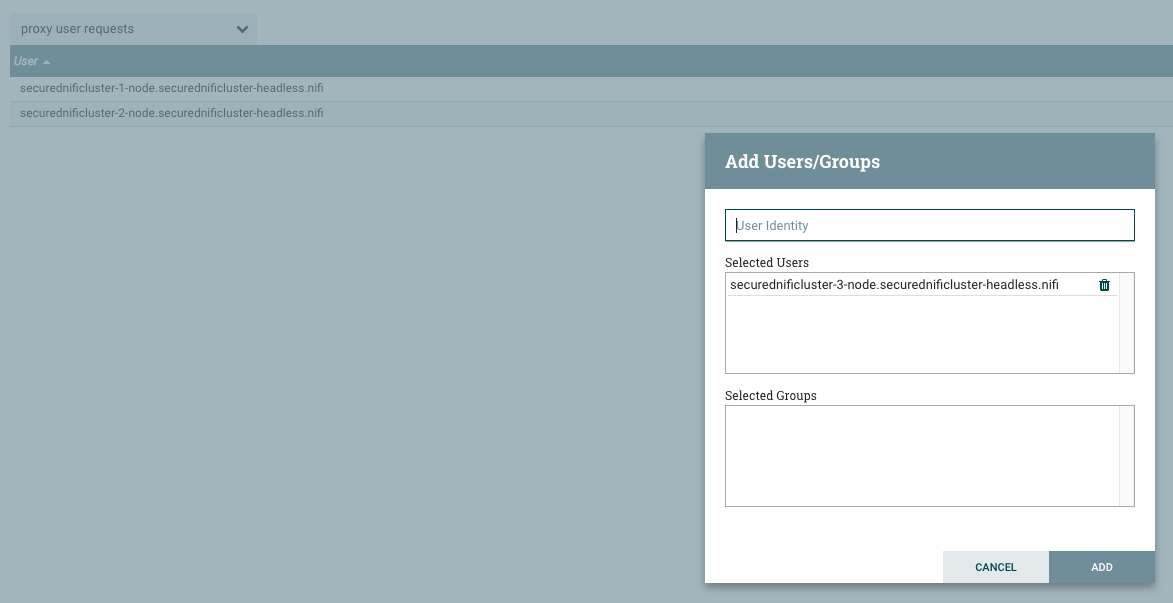 proxy user requests
User
securednificluster-1-node.securednificluster-headless.nifi
securednificluster-2-node.securednificluster-headless.nifi
Add Users/Groups
User Identity
Selected Users
securednificluster-3-node.securednificluster-headless.nifi
Selected Groups
CANCEL ADD